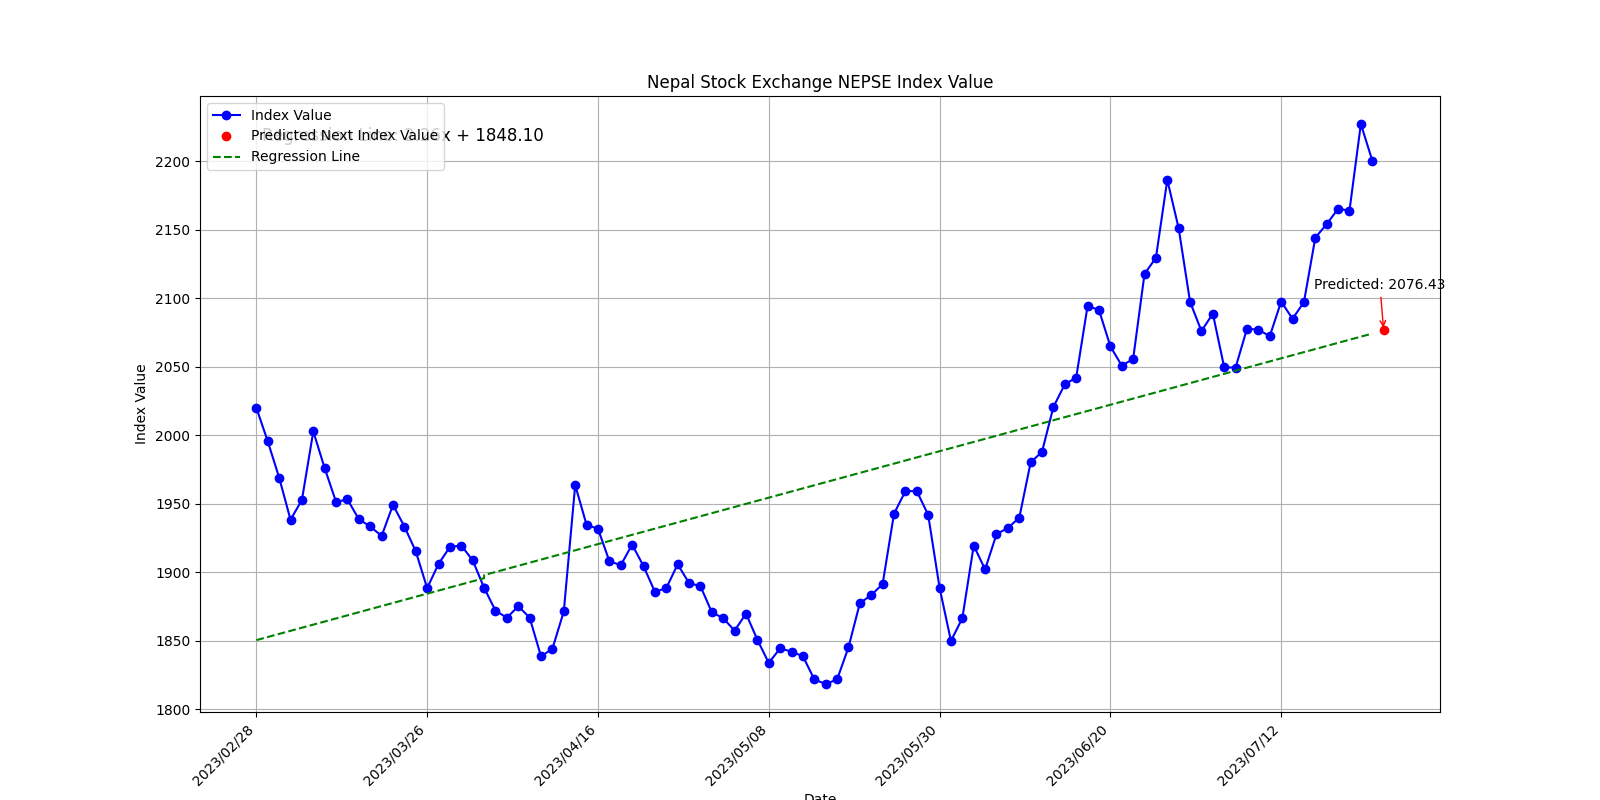 Nepal Stock Exchange NEPSE Index Value
Index Value
Predicted Next Index Value
x + 1848.10
Regression Line
2200
2150
2100
2050
2000
1950
1900
1850
1800
Index Value
Predicted: 2076.43
2023/02/28
2023/03/26
2023/04/16
2023/05/08
2023/05/30
2023/06/20
2023/07/12
Date